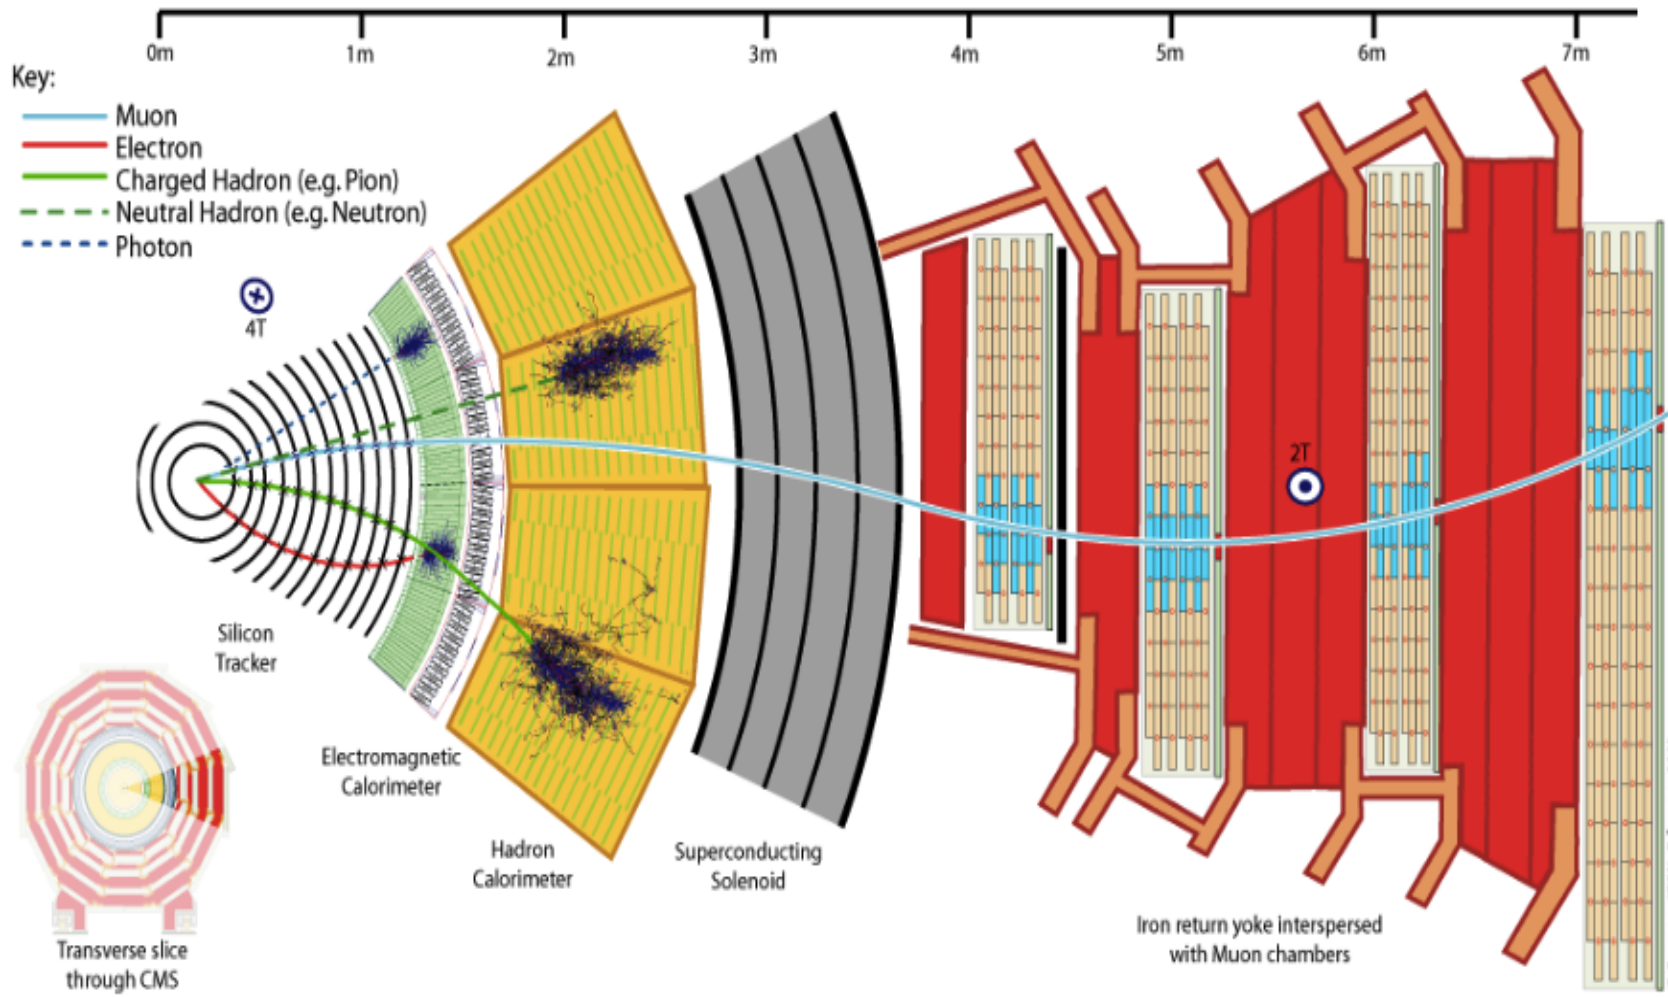 0m 1m 2m 3m 4m 5m 6m 7m
Key:
Muon
Electron
Charged Hadron (e.g. Pion)
Neutral Hadron (e.g. Neutron)
Photon
4T
2T
Silicon
Tracker
Electromagnetic
Calorimeter
Hadron
Calorimeter
Superconducting
Solenoid
Iron return yoke interspersed
with Muon chambers
Transverse slice
through CMS